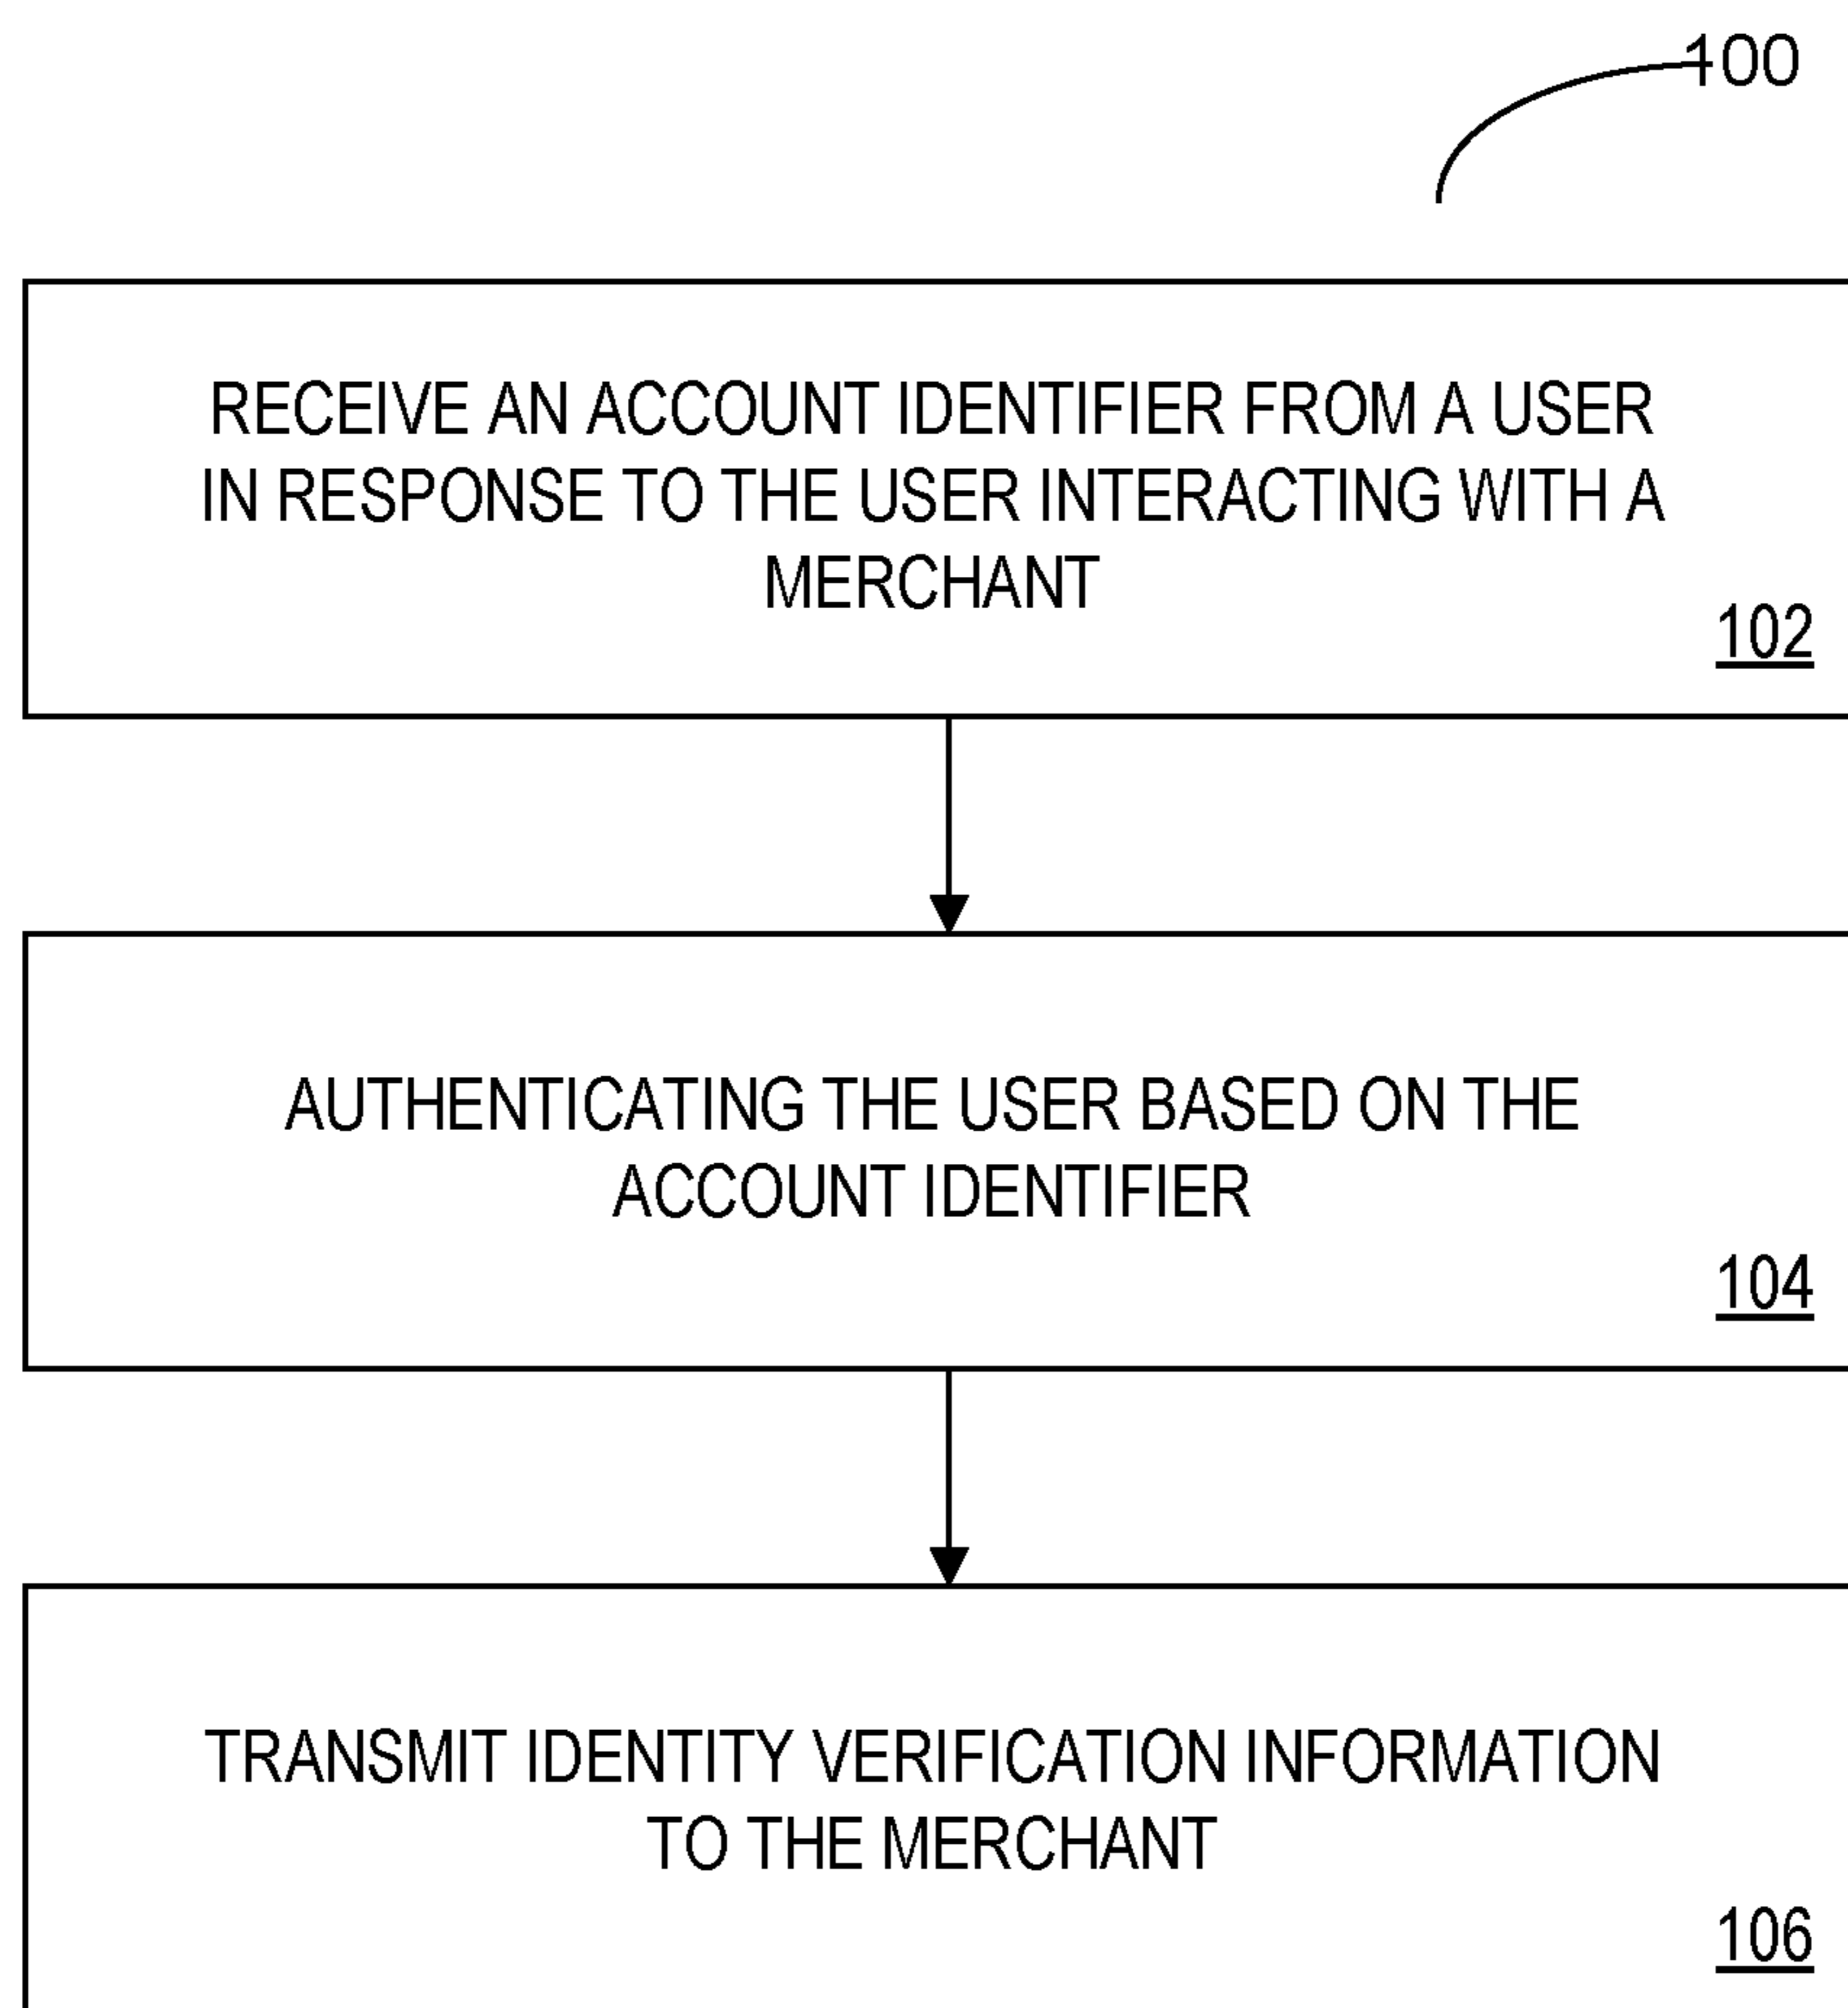 100
RECEIVE AN ACCOUNT IDENTIFIER FROM A USER
IN RESPONSE TO THE USER INTERACTING WITH A
MERCHANT
102
AUTHENTICATING THE USER BASED ON THE
ACCOUNT IDENTIFIER
104
TRANSMIT IDENTITY VERIFICATION INFORMATION
TO THE MERCHANT
106